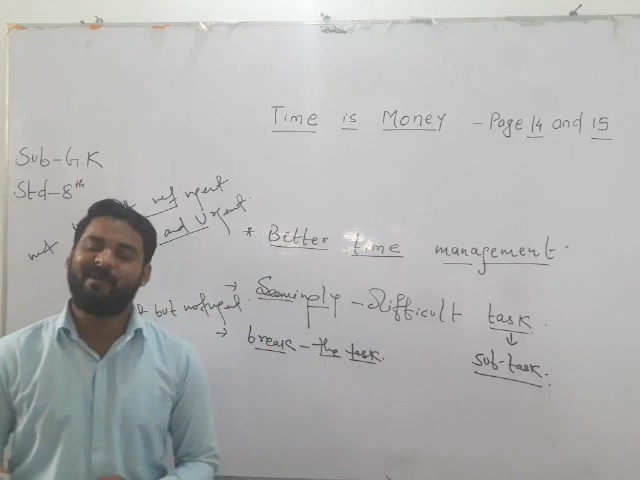 Time is Money - Page 14 and 15
Sub-G.K
Std-8th
not urgent
and Urgent.
* Better time management.
but not urgent.
→ Seemingly - Difficult task.
↓
→ break - the task.
sub-task.